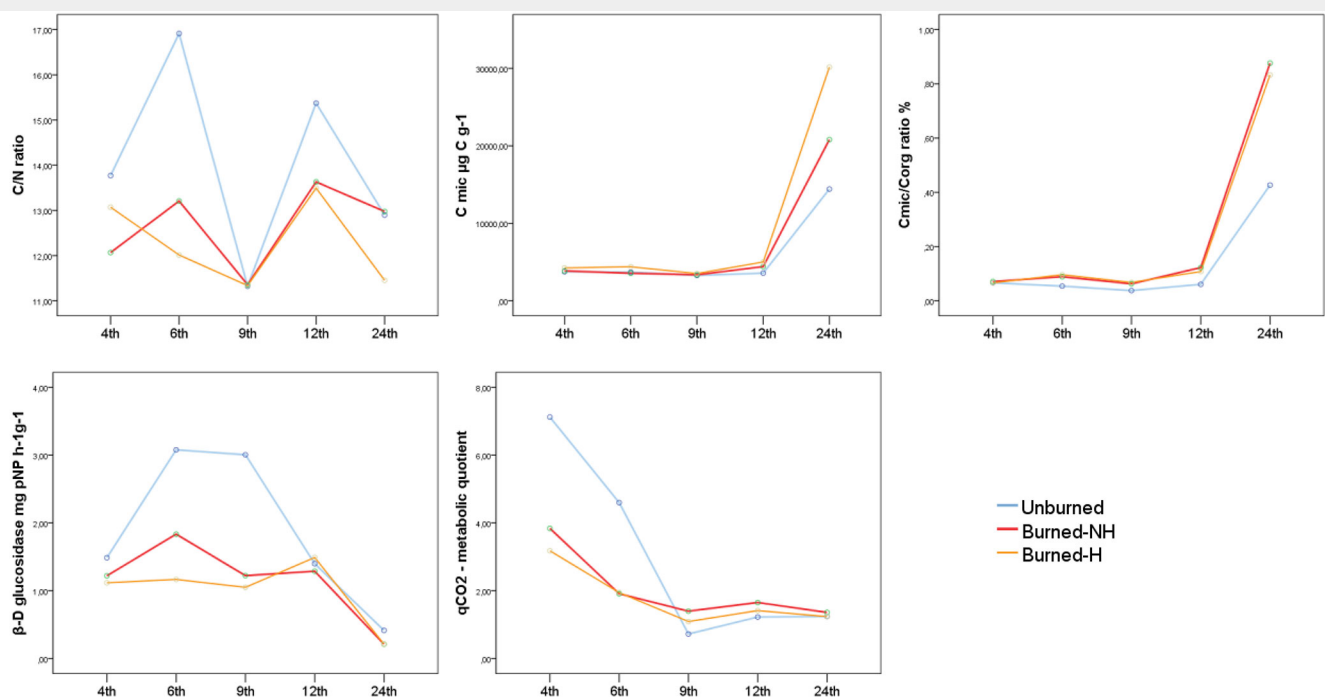 C/N ratio
17,00
16,00
15,00
14,00
13,00
12,00
11,00
4th 6th 9th 12th 24th
C mic µg C g-1
30000,00
20000,00
10000,00
,00
4th 6th 9th 12th 24th
Cmic/Corg ratio %
1,00
,80
,60
,40
,20
,00
4th 6th 9th 12th 24th
β-D glucosidase mg pNP h-1g-1
4,00
3,00
2,00
1,00
,00
4th 6th 9th 12th 24th
qCO2 - metabolic quotient
8,00
6,00
4,00
2,00
,00
4th 6th 9th 12th 24th
Unburned
Burned-NH
Burned-H